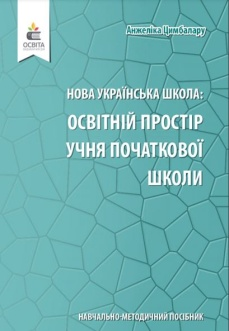 Анжеліка Цимбалару
ОСВІТА
НОВА УКРАЇНСЬКА ШКОЛА:
ОСВІТНІЙ ПРОСТІР
УЧНЯ ПОЧАТКОВОЇ
ШКОЛИ
НАВЧАЛЬНО-МЕТОДИЧНИЙ ПОСІБНИК